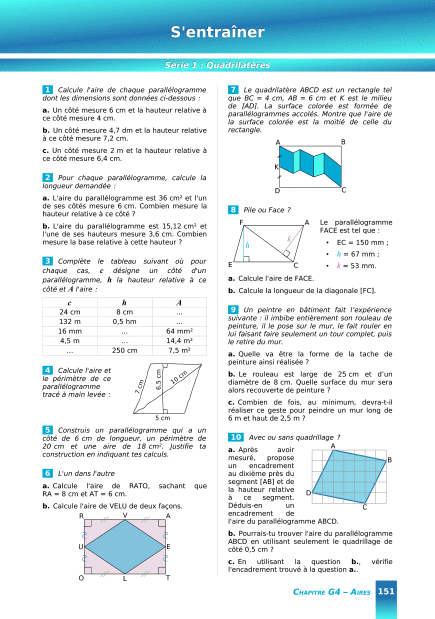 S'entraîner
Série 1 : Quadrilatères
1 Calcule l'aire de chaque parallélogramme
dont les dimensions sont données ci-dessous :
a. Un côté mesure 6 cm et la hauteur relative à
ce côté mesure 4 cm.
b. Un côté mesure 4,7 dm et la hauteur relative
à ce côté mesure 7,2 cm.
c. Un côté mesure 2 m et la hauteur relative à
ce côté mesure 6,4 cm.
2 Pour chaque parallélogramme, calcule la
longueur demandée :
a. L'aire du parallélogramme est 36 cm² et l'un
de ses côtés mesure 6 cm. Combien mesure la
hauteur relative à ce côté ?
b. L'aire du parallélogramme est 15,12 cm² et
l'une de ses hauteurs mesure 3,6 cm. Combien
mesure la base relative à cette hauteur ?
3 Complète le tableau suivant où pour
chaque cas, c désigne un côté d'un
parallélogramme, h la hauteur relative à ce
côté et A l'aire :
c h A
24 cm 8 cm ...
132 m 0,5 hm ...
16 mm ... 64 mm²
4,5 m ... 14,4 m²
... 250 cm 7,5 m²
4 Calcule l'aire et
le périmètre de ce
parallélogramme
tracé à main levée :
7 cm
6,5 cm
10 cm
5 cm
5 Construis un parallélogramme qui a un
côté de 6 cm de longueur, un périmètre de
20 cm et une aire de 18 cm². Justifie ta
construction en indiquant tes calculs.
6 L'un dans l'autre
a. Calcule l'aire de RATO, sachant que
RA = 8 cm et AT = 6 cm.
b. Calcule l'aire de VELU de deux façons.
R V A
U E
O L T
7 Le quadrilatère ABCD est un rectangle tel
que BC = 4 cm, AB = 6 cm et K est le milieu
de [AD]. La surface colorée est formée de
parallélogrammes accolés. Montre que l'aire de
la surface colorée est la moitié de celle du
rectangle.
A B
K
D C
8 Pile ou Face ?
F A
h k
E C
Le parallélogramme
FACE est tel que :
• EC = 150 mm ;
• h = 67 mm ;
• k = 53 mm.
a. Calcule l'aire de FACE.
b. Calcule la longueur de la diagonale [FC].
9 Un peintre en bâtiment fait l'expérience
suivante : il imbibe entièrement son rouleau de
peinture, il le pose sur le mur, le fait rouler en
lui faisant faire seulement un tour complet, puis
le retire du mur.
a. Quelle va être la forme de la tache de
peinture ainsi réalisée ?
b. Le rouleau est large de 25 cm et d'un
diamètre de 8 cm. Quelle surface du mur sera
alors recouverte de peinture ?
c. Combien de fois, au minimum, devra-t-il
réaliser ce geste pour peindre un mur long de
6 m et haut de 2,5 m ?
10 Avec ou sans quadrillage ?
a. Après avoir
mesuré, propose
un encadrement
au dixième près du
segment [AB] et de
la hauteur relative
à ce segment.
Déduis-en un
encadrement de
l'aire du parallélogramme ABCD.
A
B
D
C
b. Pourrais-tu trouver l'aire du parallélogramme
ABCD en utilisant seulement le quadrillage de
côté 0,5 cm ?
c. En utilisant la question b., vérifie
l'encadrement trouvé à la question a..
CHAPITRE G4 – AIRES 151